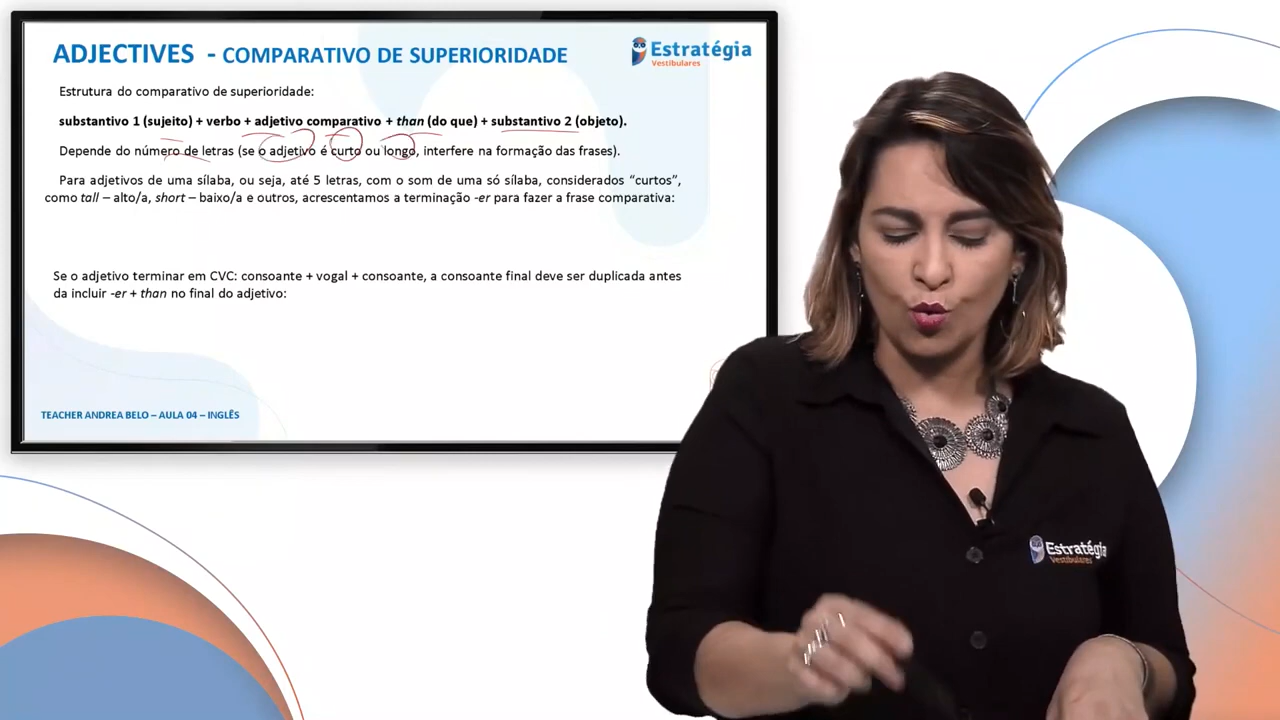 ADJECTIVES - COMPARATIVO DE SUPERIORIDADE
Estratégia
Vestibulares
Estrutura do comparativo de superioridade:
substantivo 1 (sujeito) + verbo + adjetivo comparativo + than (do que) + substantivo 2 (objeto).
Depende do número de letras (se o adjetivo é curto ou longo, interfere na formação das frases).
Para adjetivos de uma sílaba, ou seja, até 5 letras, com o som de uma só sílaba, considerados “curtos”,
como tall – alto/a, short – baixo/a e outros, acrescentamos a terminação -er para fazer a frase comparativa:
Se o adjetivo terminar em CVC: consoante + vogal + consoante, a consoante final deve ser duplicada antes
da incluir -er + than no final do adjetivo:
TEACHER ANDREA BELO – AULA 04 – INGLÊS
Estratégia
Vestibulares